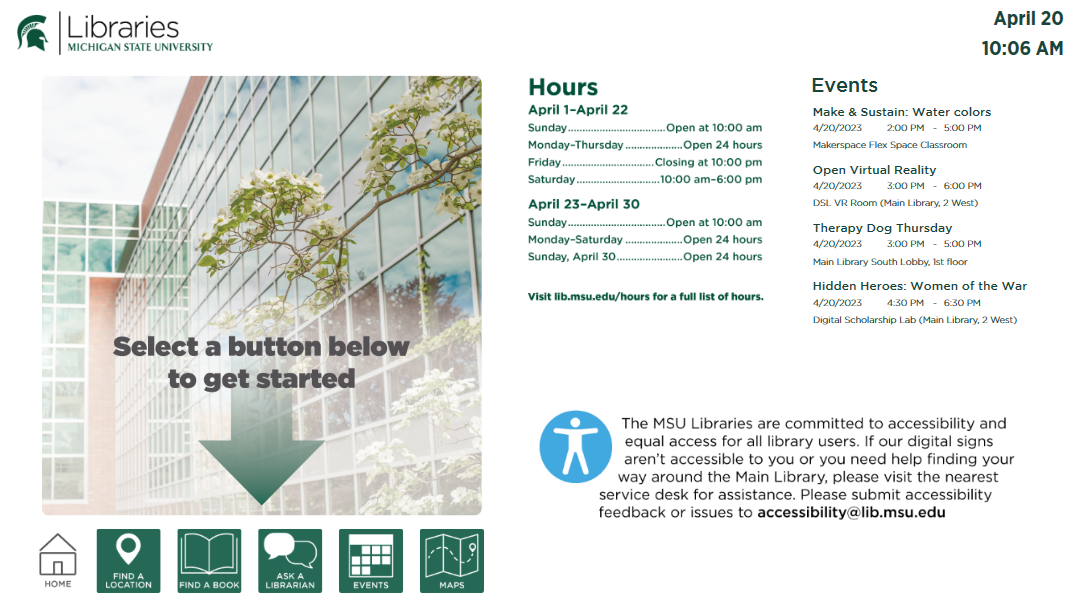 Libraries
MICHIGAN STATE UNIVERSITY
April 20
10:06 AM
Select a button below
to get started
HOME
FIND A
LOCATION
FIND A BOOK
ASK A
LIBRARIAN
EVENTS
MAPS
Hours
April 1–April 22
Sunday................................Open at 10:00 am
Monday–Thursday...................Open 24 hours
Friday..............................Closing at 10:00 pm
Saturday...........................10:00 am–6:00 pm
April 23–April 30
Sunday................................Open at 10:00 am
Monday–Saturday...................Open 24 hours
Sunday, April 30......................Open 24 hours
Visit lib.msu.edu/hours for a full list of hours.
Events
Make & Sustain: Water colors
4/20/2023 2:00 PM - 5:00 PM
Makerspace Flex Space Classroom
Open Virtual Reality
4/20/2023 3:00 PM - 6:00 PM
DSL VR Room (Main Library, 2 West)
Therapy Dog Thursday
4/20/2023 3:00 PM - 5:00 PM
Main Library South Lobby, 1st floor
Hidden Heroes: Women of the War
4/20/2023 4:30 PM - 6:30 PM
Digital Scholarship Lab (Main Library, 2 West)
The MSU Libraries are committed to accessibility and
equal access for all library users. If our digital signs
aren't accessible to you or you need help finding your
way around the Main Library, please visit the nearest
service desk for assistance. Please submit accessibility
feedback or issues to accessibility@lib.msu.edu